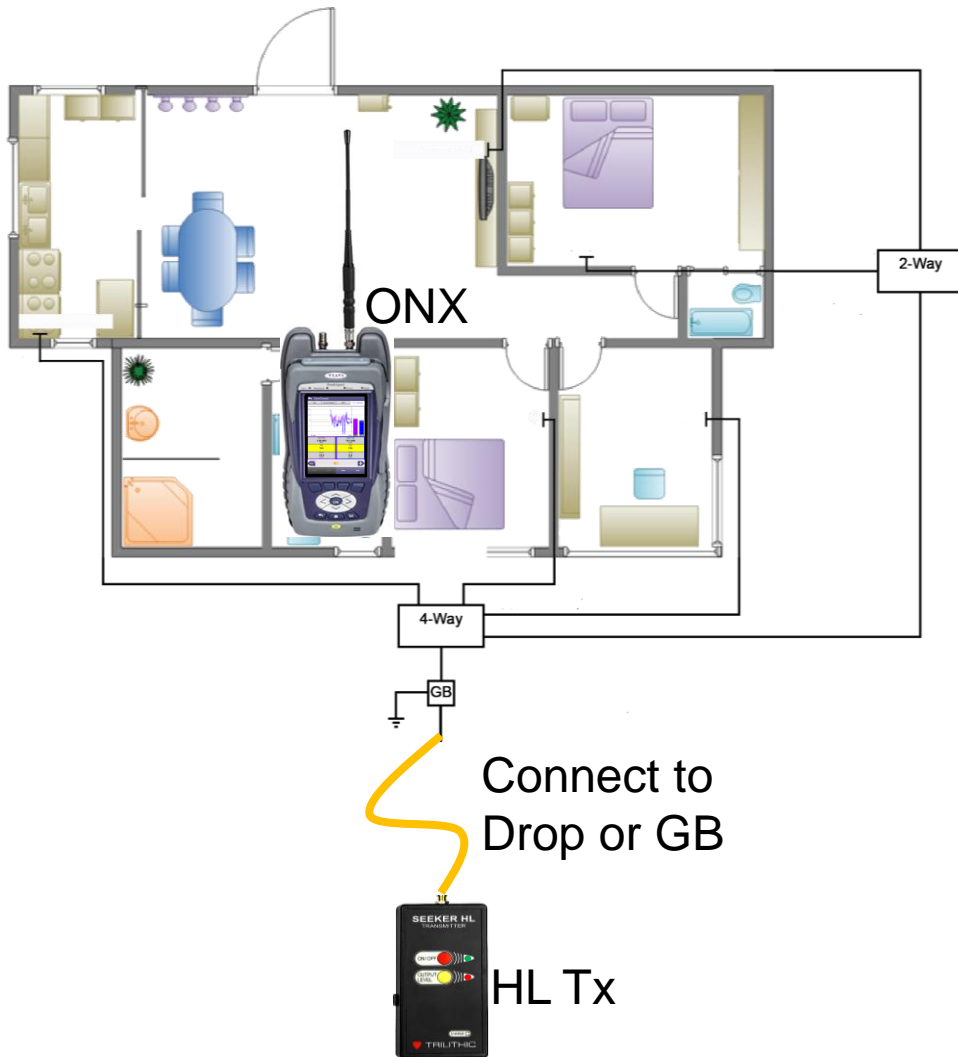 ONX
2-Way
4-Way
GB
Connect to
Drop or GB
SEEKER HL
TRANSMITTER
ON / OFF
OUTPUT
LEVEL
HL Tx
TRILITHIC